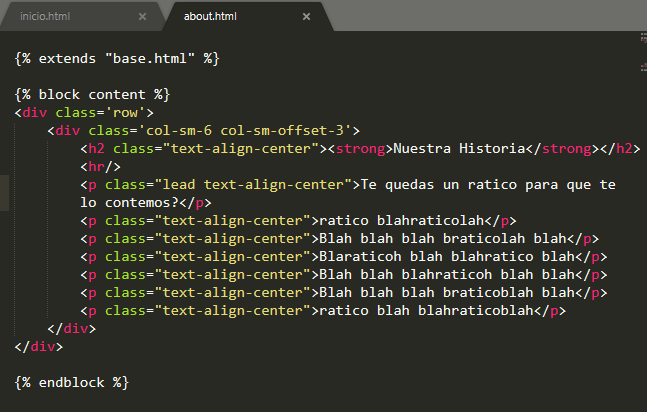 inicio.html × about.html ×
{% extends "base.html" %}
{% block content %}
<div class='row'>
<div class='col-sm-6 col-sm-offset-3'>
<h2 class="text-align-center"><strong>Nuestra Historia</strong></h2>
<hr/>
<p class="lead text-align-center">Te quedas un ratico para que te
lo contemos?</p>
<p class="text-align-center">ratico blahraticolah</p>
<p class="text-align-center">Blah blah blah braticolah blah</p>
<p class="text-align-center">Blaraticoh blah blahratico blah</p>
<p class="text-align-center">Blah blah blahraticoh blah blah</p>
<p class="text-align-center">Blah blah blah braticoblah blah</p>
<p class="text-align-center">ratico blah blahraticoblah</p>
</div>
</div>
{% endblock %}